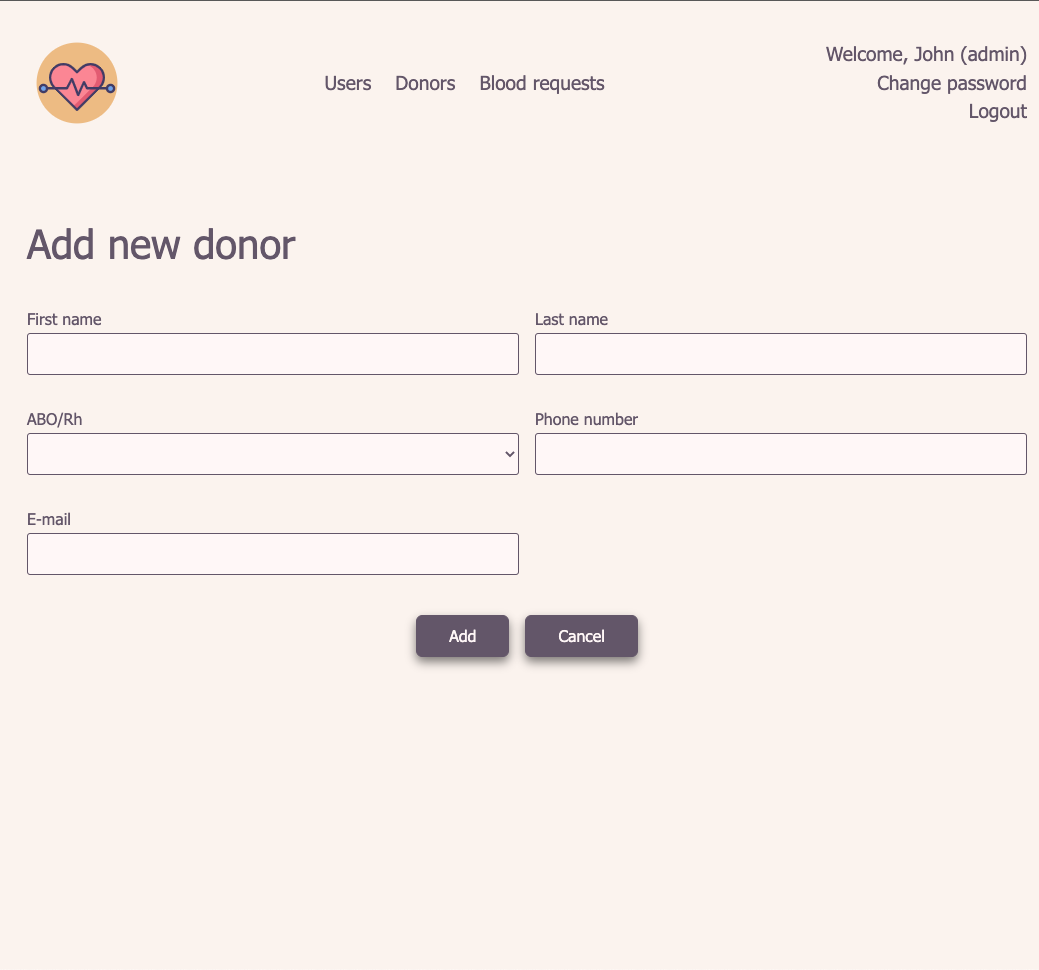 Welcome, John (admin)
Users Donors Blood requests Change password
Logout
Add new donor
First name Last name
ABO/Rh Phone number
E-mail
Add Cancel